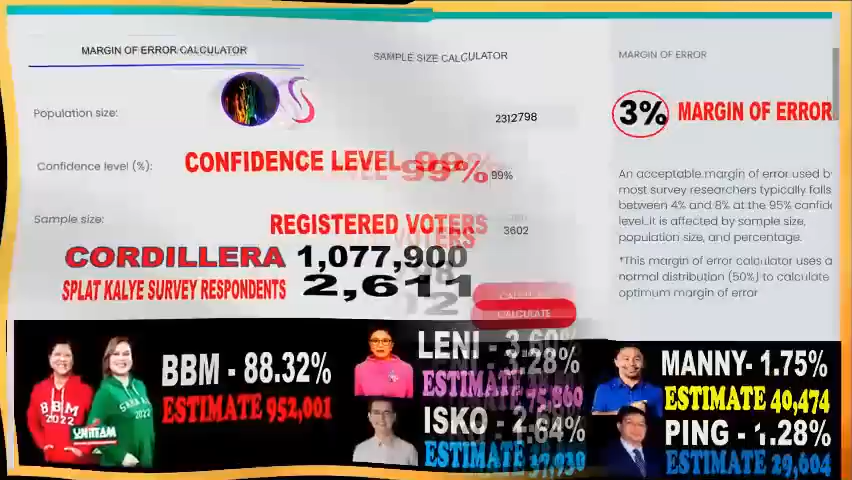 MARGIN OF ERROR CALCULATOR
SAMPLE SIZE CALCULATOR
MARGIN OF ERROR
Population size:
2312798
3% MARGIN OF ERROR
Confidence level (%):
CONFIDENCE LEVEL 99%
99%
An acceptable margin of error used b
most survey researchers typically falls
between 4% and 8% at the 95% confide
level. It is affected by sample size,
population size, and percentage.
Sample size:
REGISTERED VOTERS
3602
CORDILLERA 1,077,900
SPLAT KALYE SURVEY RESPONDENTS 2,611
*This margin of error calculator uses a
normal distribution (50%) to calculate
optimum margin of error
CALCULATE
BBM
2022
SARA
2022
UNITEAM
BBM - 88.32%
ESTIMATE 952,001
LENI -
ESTIMATE
ISKO -
ESTIMATE
MANNY- 1.75%
ESTIMATE 40,474
PING - 1.28%
ESTIMATE 29,604